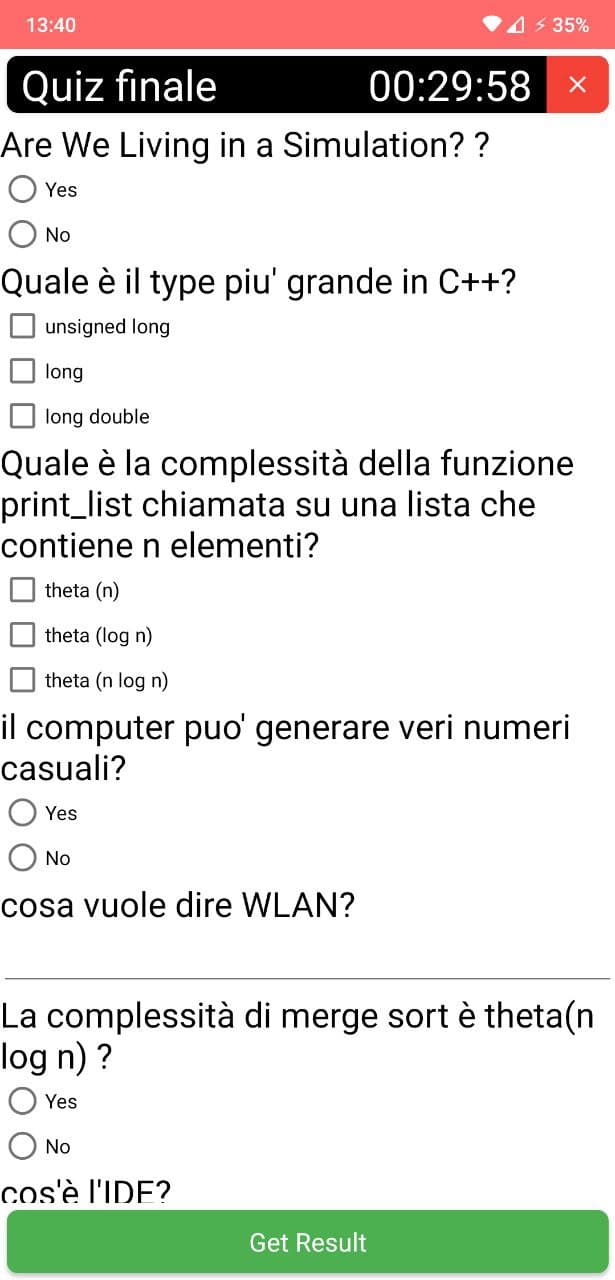 13:40
35%
Quiz finale 00:29:58 ×
Are We Living in a Simulation? ?
Yes
No
Quale è il type piu' grande in C++?
unsigned long
long
long double
Quale è la complessità della funzione
print_list chiamata su una lista che
contiene n elementi?
theta (n)
theta (log n)
theta (n log n)
il computer puo' generare veri numeri
casuali?
Yes
No
cosa vuole dire WLAN?
La complessità di merge sort è theta(n
log n) ?
Yes
No
cos'è l'IDE?
Get Result